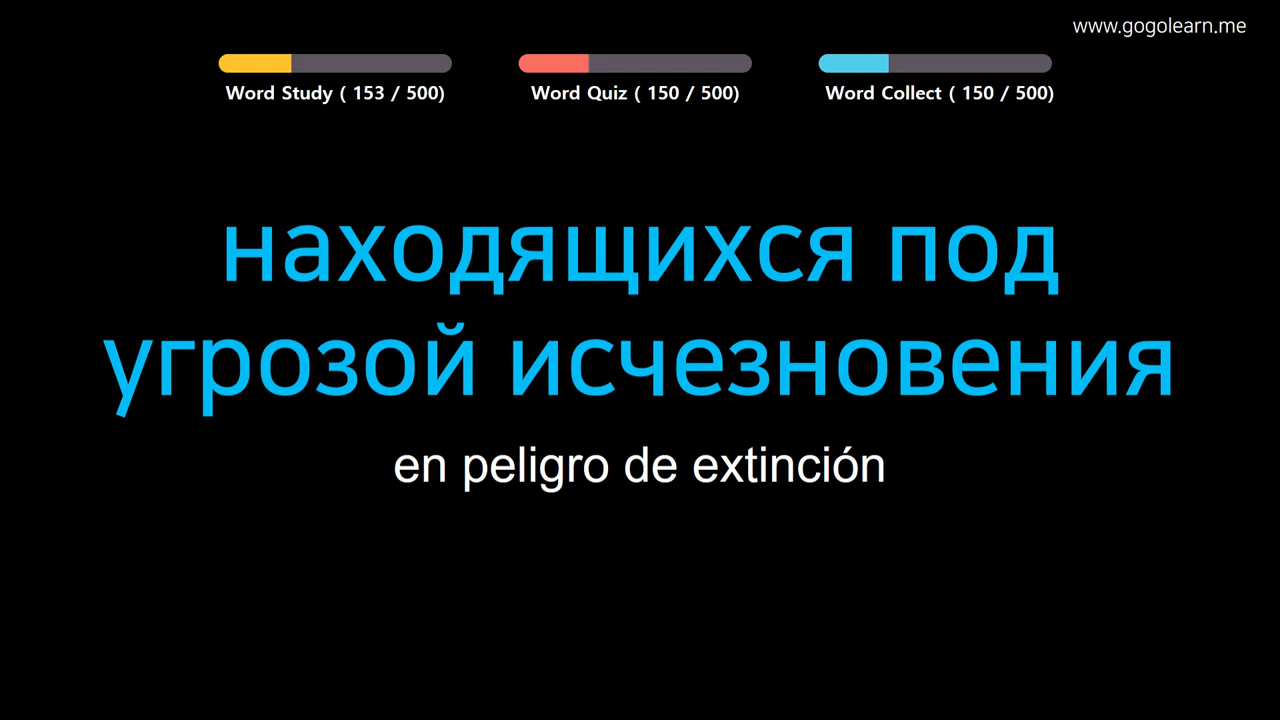 www.gogolearn.me
Word Study ( 153 / 500)
Word Quiz ( 150 / 500)
Word Collect ( 150 / 500)
находящихся под
угрозой исчезновения
en peligro de extinción